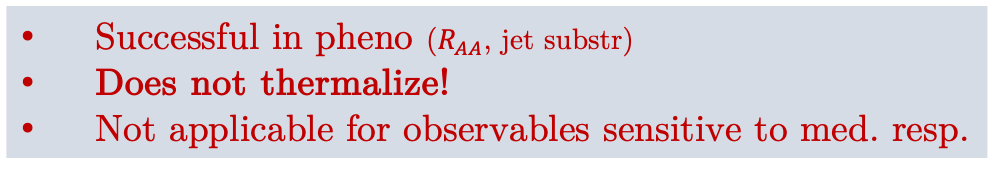 • Successful in pheno (R_AA, jet substr)
• Does not thermalize!
• Not applicable for observables sensitive to med. resp.